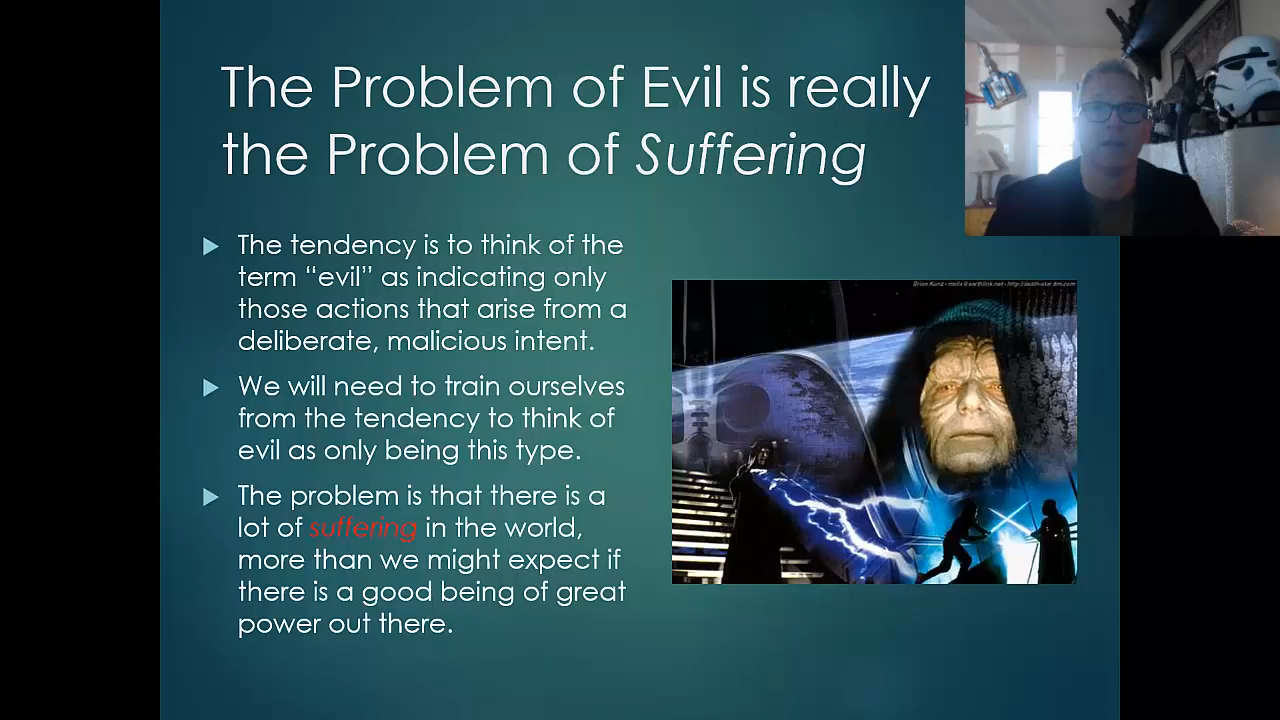 The Problem of Evil is really
the Problem of Suffering
The tendency is to think of the
term “evil” as indicating only
those actions that arise from a
deliberate, malicious intent.
We will need to train ourselves
from the tendency to think of
evil as only being this type.
The problem is that there is a
lot of suffering in the world,
more than we might expect if
there is a good being of great
power out there.
Brian Kunz